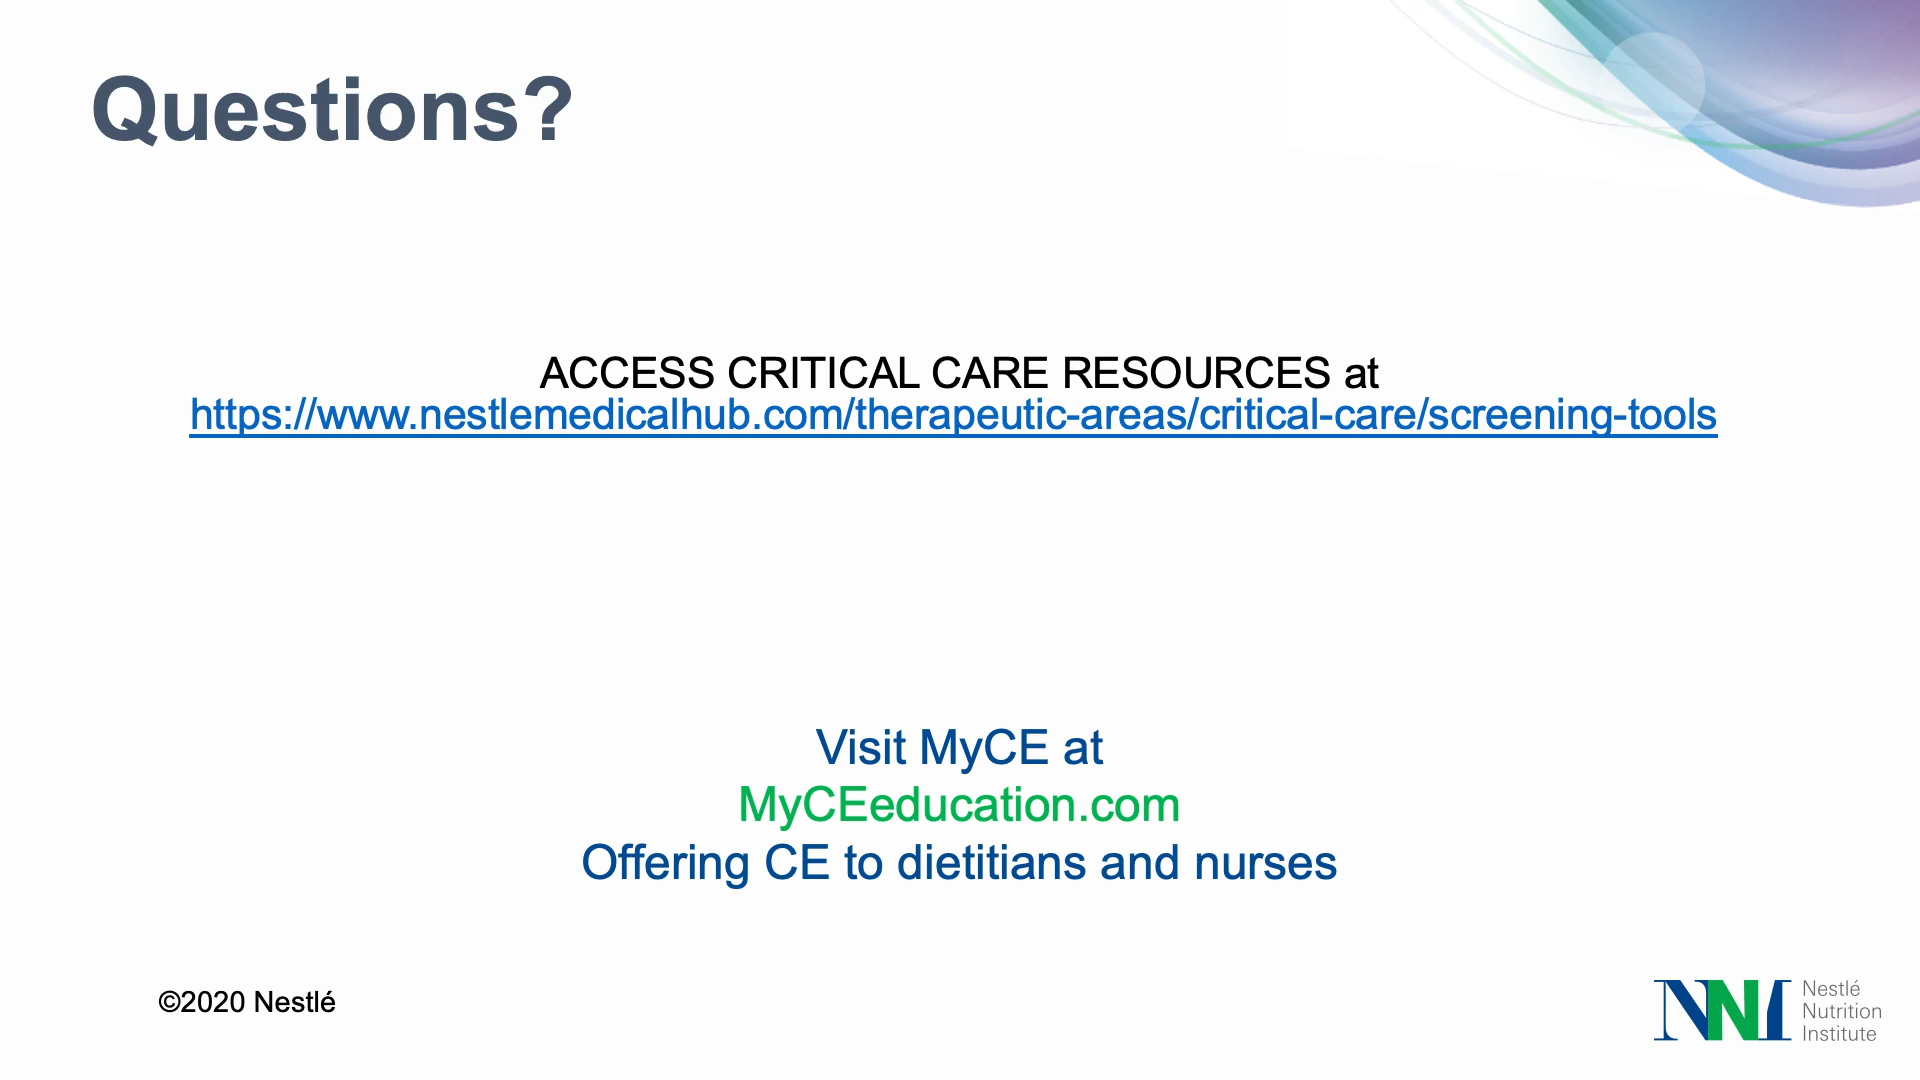 Questions?
ACCESS CRITICAL CARE RESOURCES at
https://www.nestlemedicalhub.com/therapeutic-areas/critical-care/screening-tools
Visit MyCE at
MyCEeducation.com
Offering CE to dietitians and nurses
©2020 Nestlé
NNI
Nestlé
Nutrition
Institute